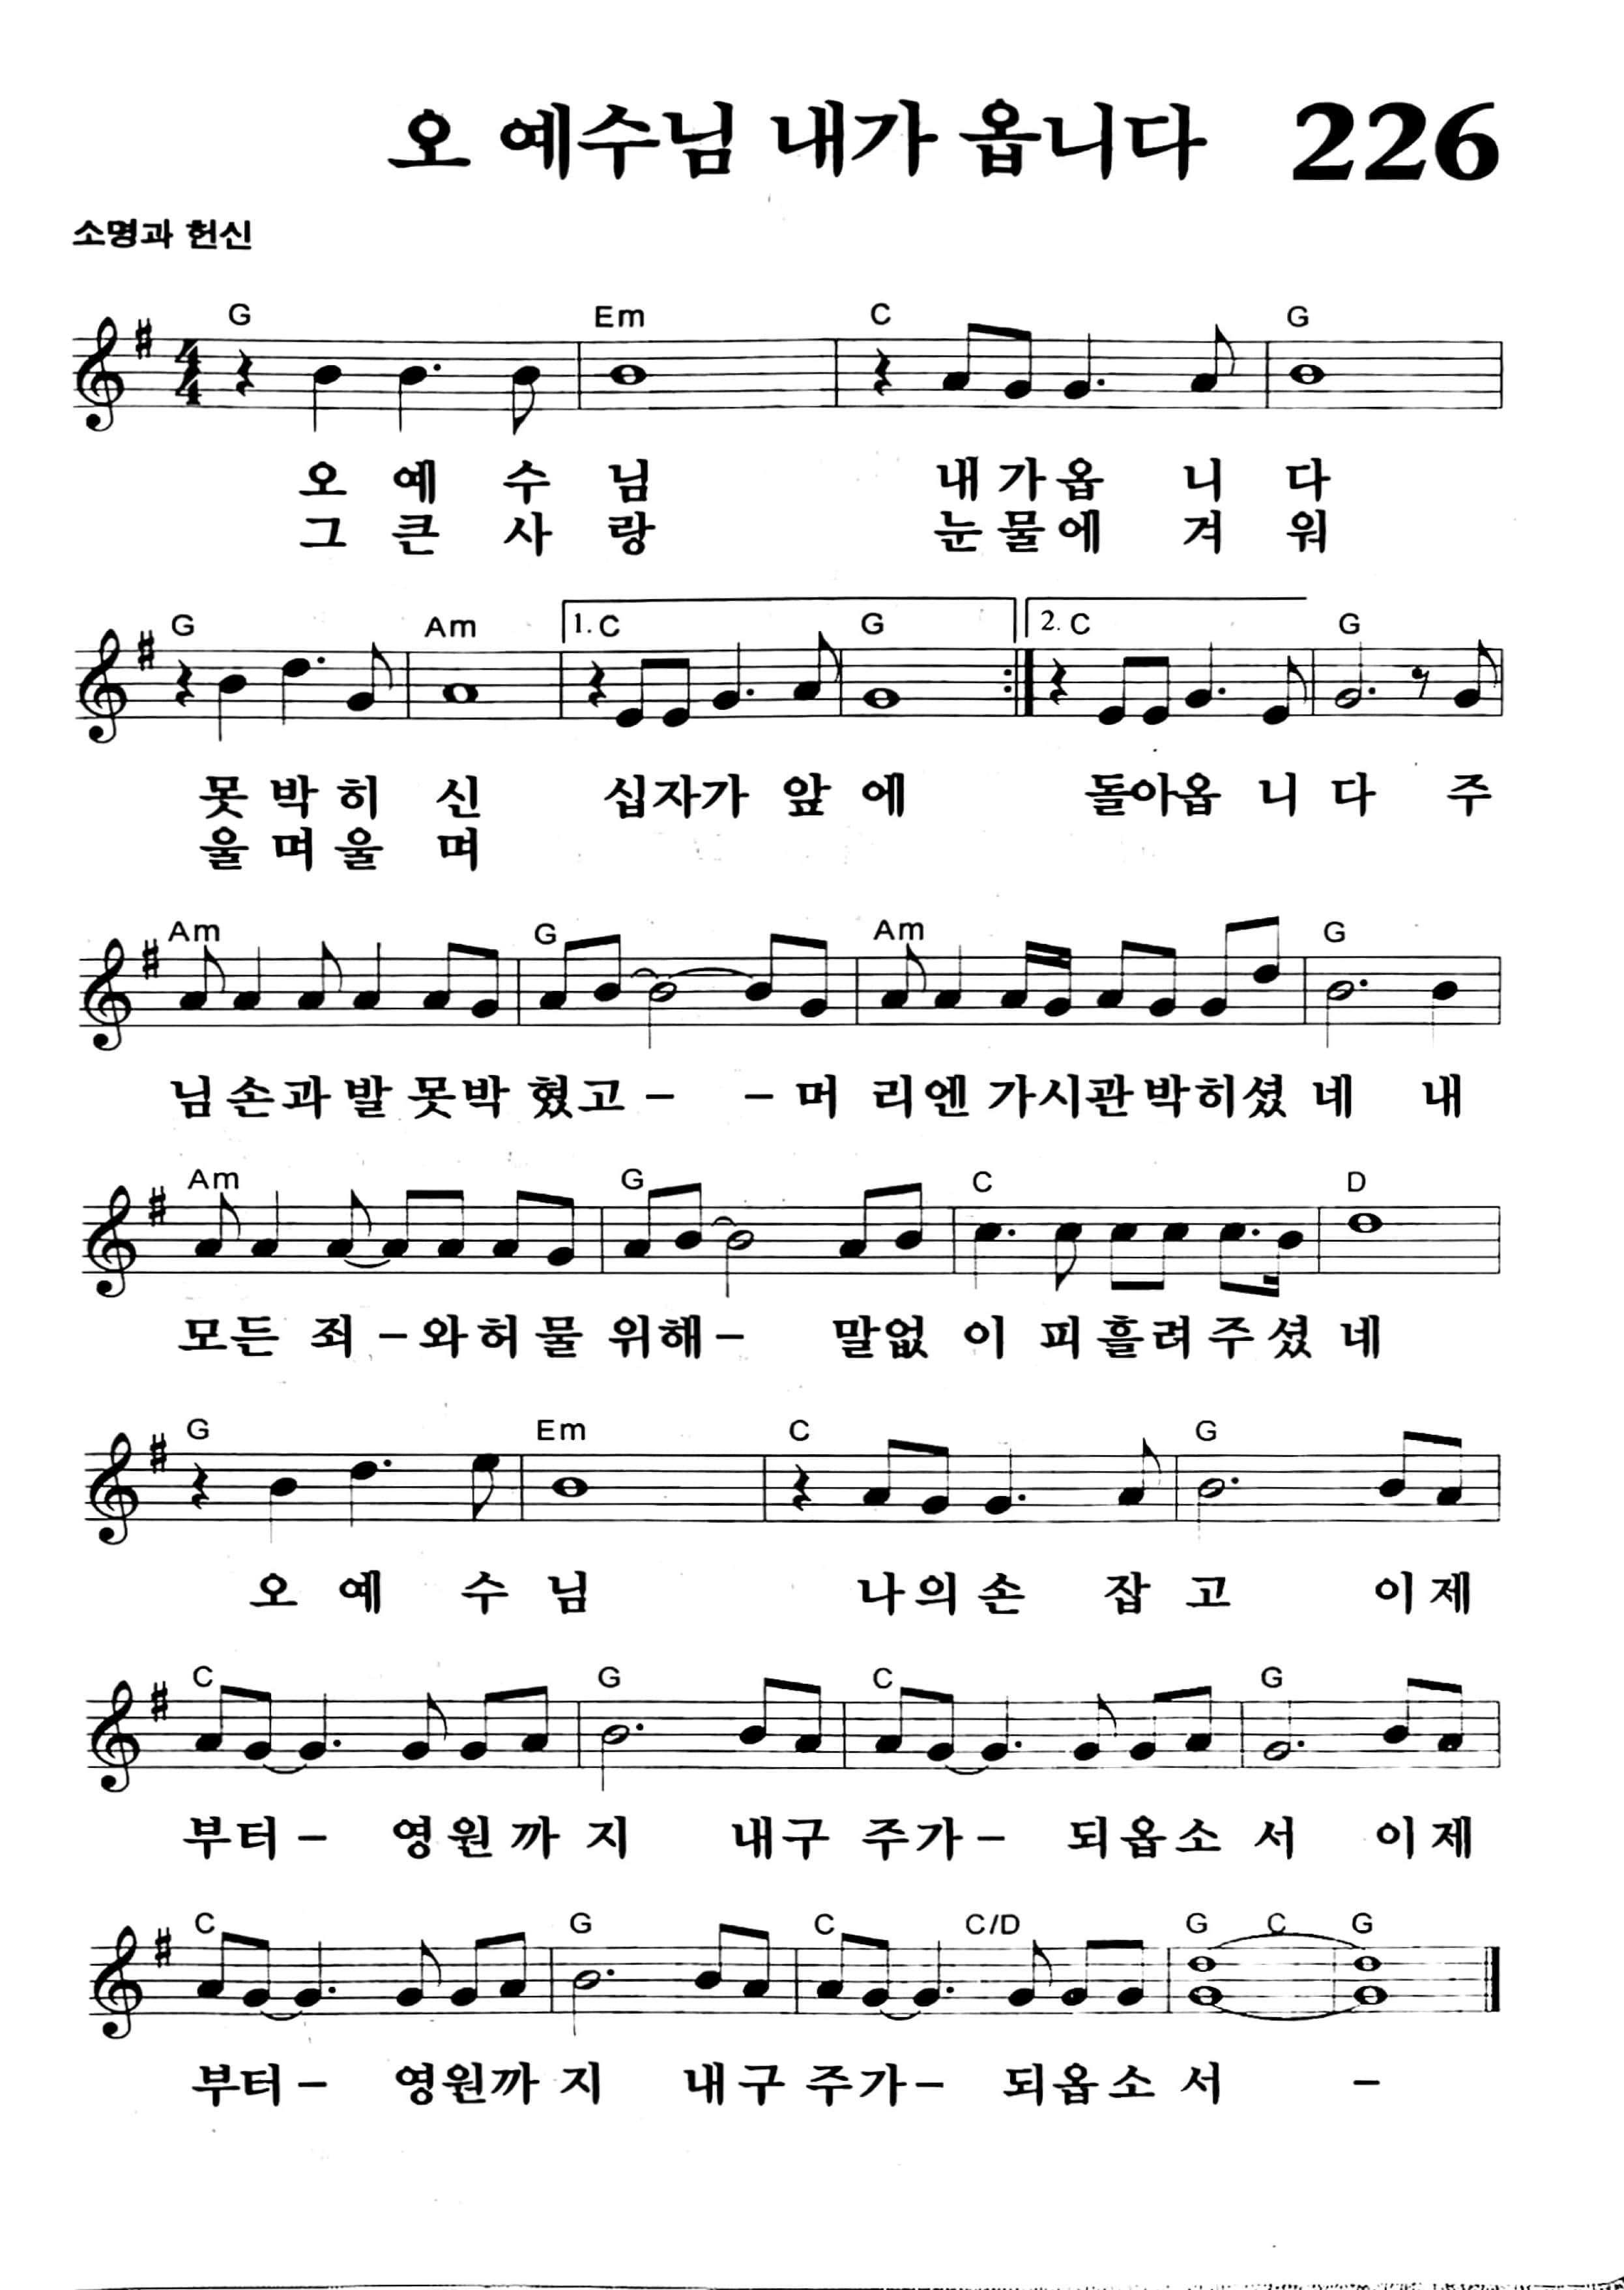 오 예수님 내가 옵니다 226
소명과 헌신
G Em C G
4/4
오 예 수 님 내 가 옵 니 다
그 큰 사 랑 눈 물 에 겨 워
G Am 1. C G 2. C G
못 박 히 신 십자가 앞 에 돌아옵 니 다 주
울 며 울 며
Am G Am G
님 손 과 발 못 박 혔 고 - - 머 리 엔 가 시 관 박 히 셨 네 내
Am G C D
모 든 죄 - 와 허 물 위 해 - 말없 이 피 흘 려 주 셨 네
G Em C G
오 예 수 님 나 의 손 잡 고 이 제
C G C G
부 터 - 영 원 까 지 내 구 주 가 - 되 옵 소 서 이 제
C G C C/D G C G
부 터 - 영 원 까 지 내 구 주 가 - 되 옵 소 서 -